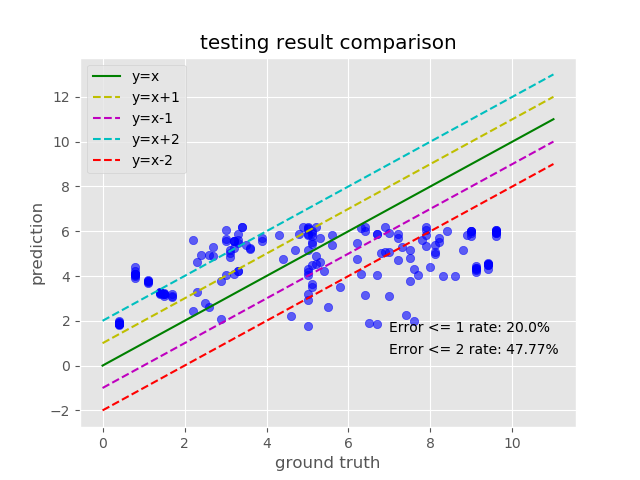 testing result comparison
y=x
y=x+1
y=x-1
y=x+2
y=x-2
12
10
8
6
4
2
0
−2
prediction
Error <= 1 rate: 20.0%
Error <= 2 rate: 47.77%
0 2 4 6 8 10
ground truth